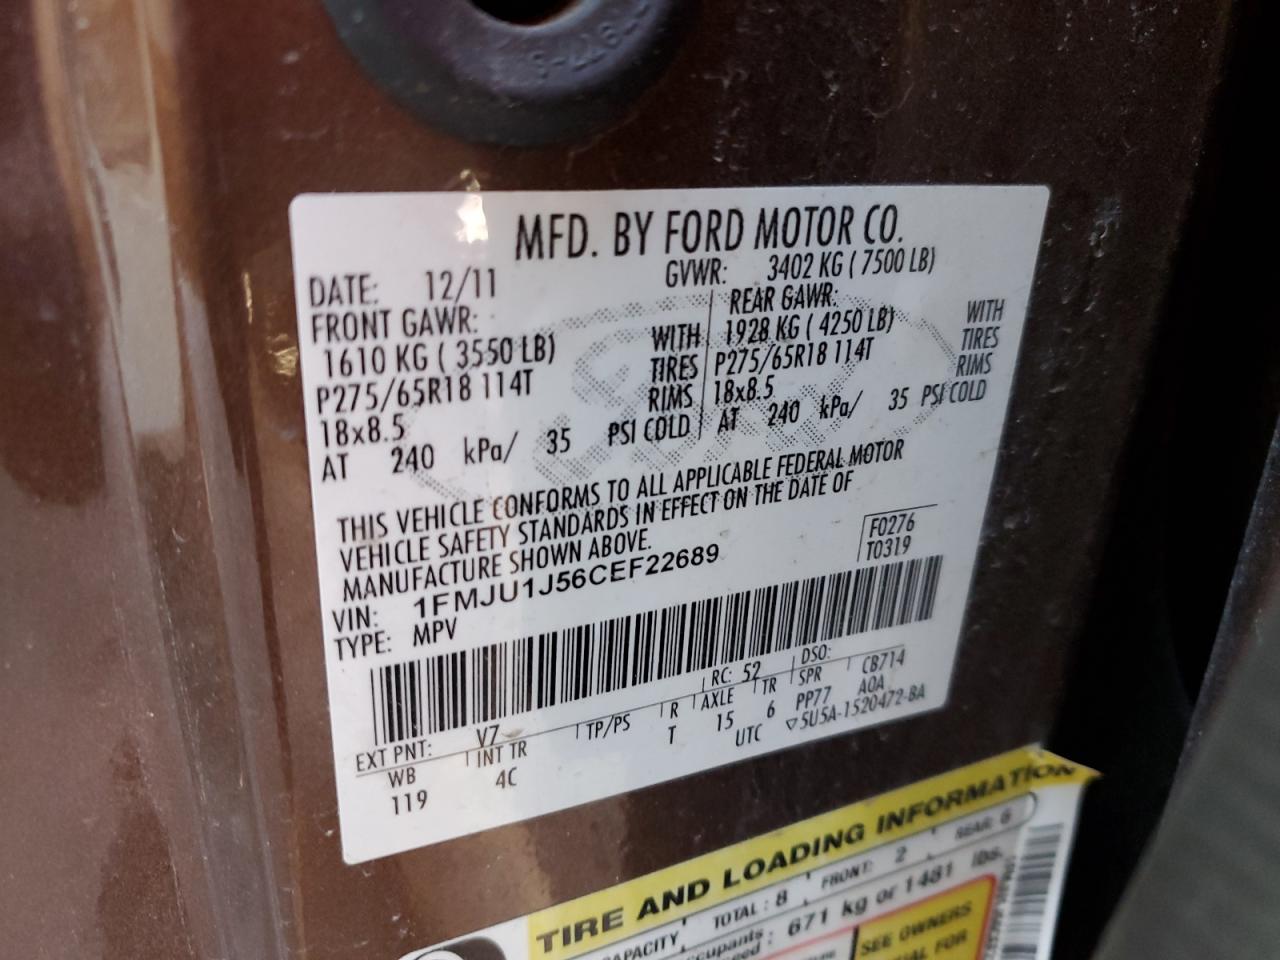 MFD. BY FORD MOTOR CO.
DATE: 12/11 GVWR: 3402 KG ( 7500 LB)
FRONT GAWR: REAR GAWR:
1610 KG ( 3550 LB) WITH 1928 KG ( 4250 LB) WITH
P275/65R18 114T TIRES P275/65R18 114T TIRES
18x8.5 RIMS 18x8.5 RIMS
AT 240 kPa/ 35 PSI COLD AT 240 kPa/ 35 PSI COLD
THIS VEHICLE CONFORMS TO ALL APPLICABLE FEDERAL MOTOR
VEHICLE SAFETY STANDARDS IN EFFECT ON THE DATE OF
MANUFACTURE SHOWN ABOVE.
F0276
T0319
VIN: 1FMJU1J56CEF22689
TYPE: MPV
EXT PNT: V7 RC: 52 DSO: CB714
WB INT TR TP/PS R AXLE TR SPR
119 4C T 15 6 PP77 A0A
UTC ▽5U5A-1520472-BA
TIRE AND LOADING INFORMATION
CAPACITY TOTAL : 8 FRONT: 2 REAR: 6
671 kg or 1481 lbs.
SEE OWNERS
FOR